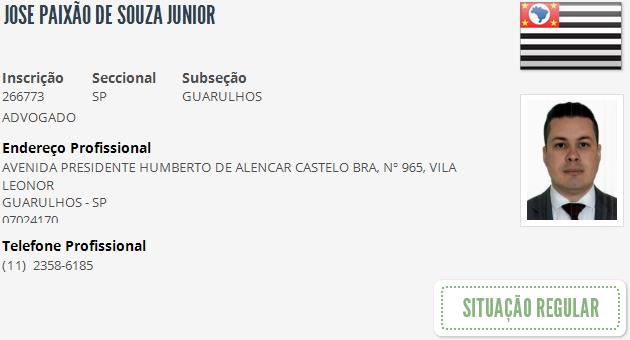 JOSE PAIXÃO DE SOUZA JUNIOR
Inscrição Seccional Subseção
266773 SP GUARULHOS
ADVOGADO
Endereço Profissional
AVENIDA PRESIDENTE HUMBERTO DE ALENCAR CASTELO BRA, Nº 965, VILA
LEONOR
GUARULHOS - SP
07024170
Telefone Profissional
(11) 2358-6185
SITUAÇÃO REGULAR